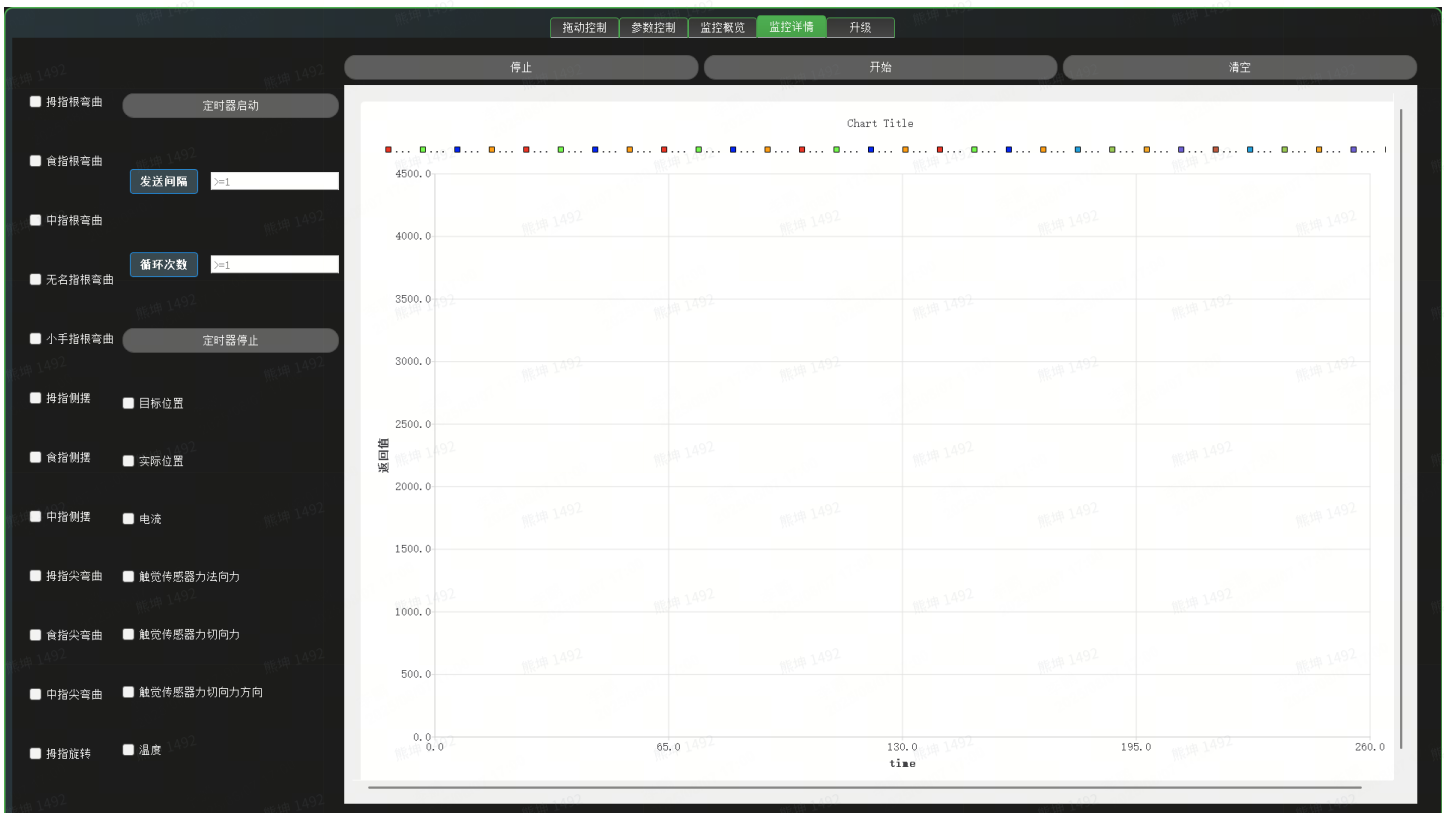 拖动控制 参数控制 监控概览 监控详情 升级
停止 开始 清空
拇指根弯曲 定时器启动
食指根弯曲
发送间隔 >=1
中指根弯曲
循环次数 >=1
无名指根弯曲
小手指根弯曲 定时器停止
拇指侧摆 目标位置
食指侧摆 实际位置
中指侧摆 电流
拇指尖弯曲 触觉传感器力法向力
食指尖弯曲 触觉传感器力切向力
中指尖弯曲 触觉传感器力切向力方向
拇指旋转 温度
Chart Title
... ... ... ... ... ... ... ... ... ... ... ... ... ... ... ... ... ... ... ... ... ... ... ... ... ... ... ... ...
4500.0
4000.0
3500.0
3000.0
2500.0
返回值
2000.0
1500.0
1000.0
500.0
0.0
0.0 65.0 130.0 195.0 260.0
time
熊坤 1492